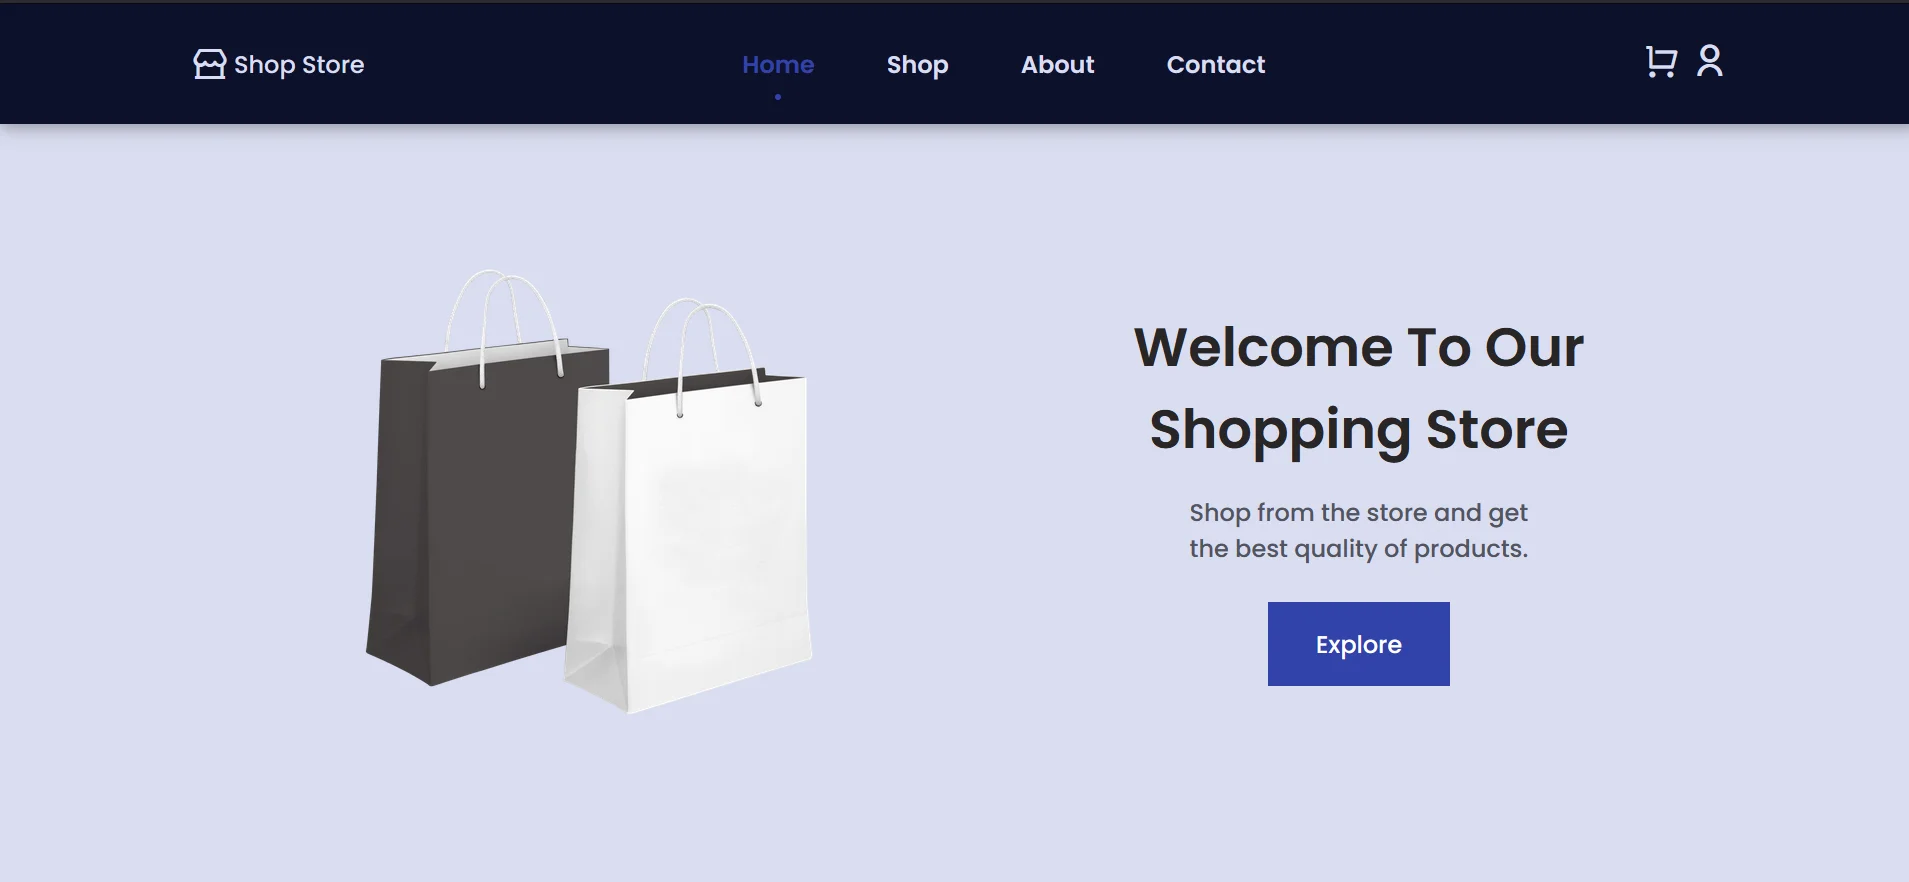 Shop Store
Home
Shop
About
Contact
Welcome To Our
Shopping Store
Shop from the store and get
the best quality of products.
Explore